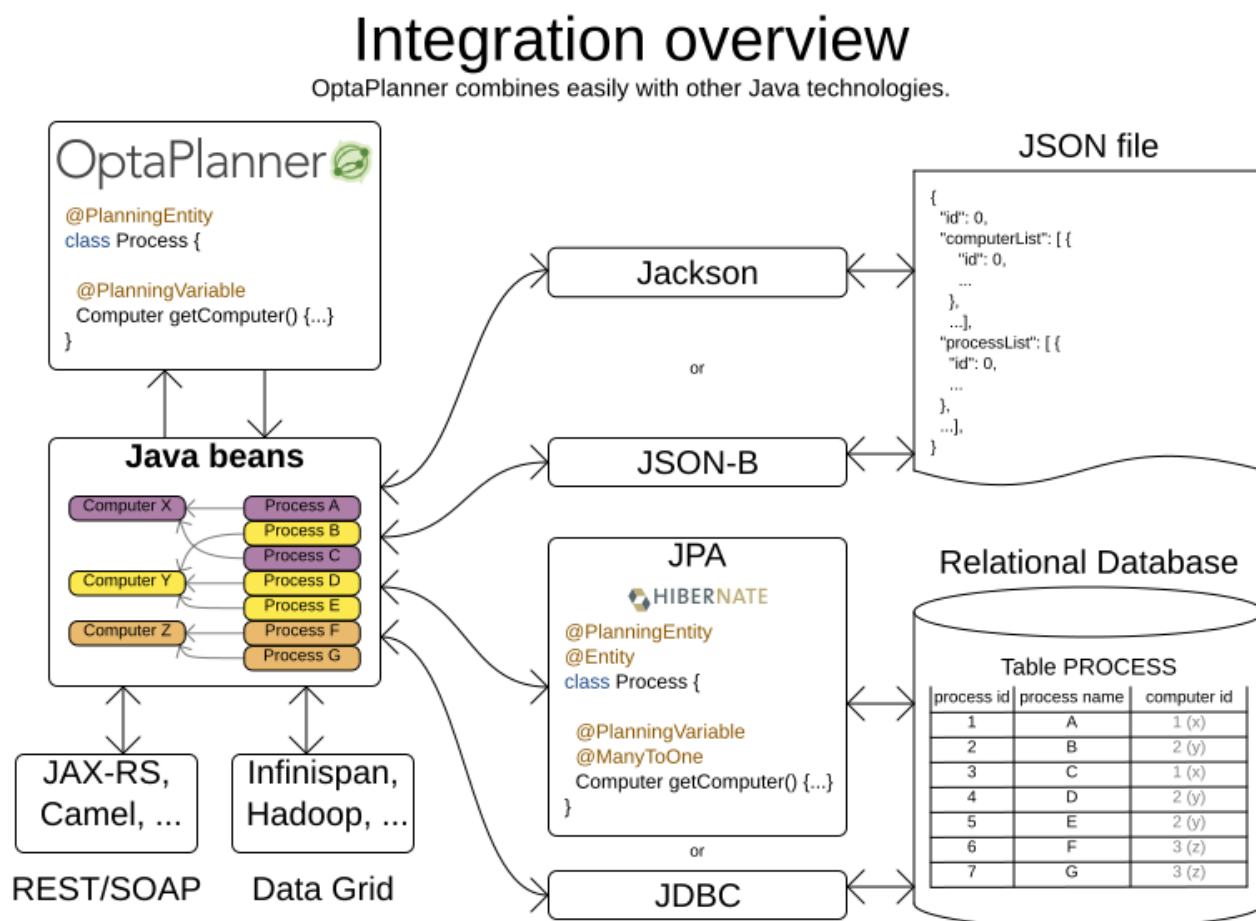 Integration overview
OptaPlanner combines easily with other Java technologies.
OptaPlanner
@PlanningEntity
class Process {
@PlanningVariable
Computer getComputer() {...}
}
Java beans
Computer X
Process A
Process B
Process C
Computer Y
Process D
Process E
Computer Z
Process F
Process G
JAX-RS,
Camel, ...
REST/SOAP
Infinispan,
Hadoop, ...
Data Grid
Jackson
or
JSON-B
JPA
HIBERNATE
@PlanningEntity
@Entity
class Process {
@PlanningVariable
@ManyToOne
Computer getComputer() {...}
}
or
JDBC
JSON file
{
"id": 0,
"computerList": [ {
"id": 0,
...
},
...],
"processList": [ {
"id": 0,
...
},
...],
}
Relational Database
Table PROCESS
process id process name computer id
1 A 1 (x)
2 B 2 (y)
3 C 1 (x)
4 D 2 (y)
5 E 2 (y)
6 F 3 (z)
7 G 3 (z)